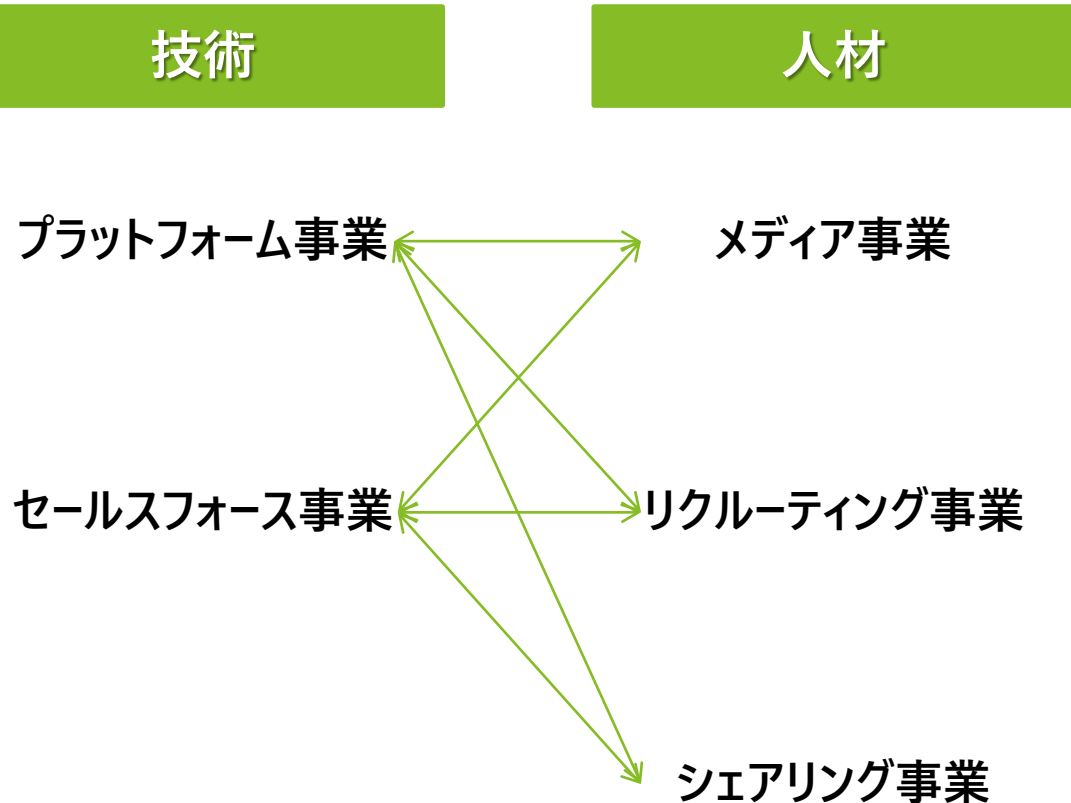 技術
人材
プラットフォーム事業
メディア事業
セールスフォース事業
リクルーティング事業
シェアリング事業